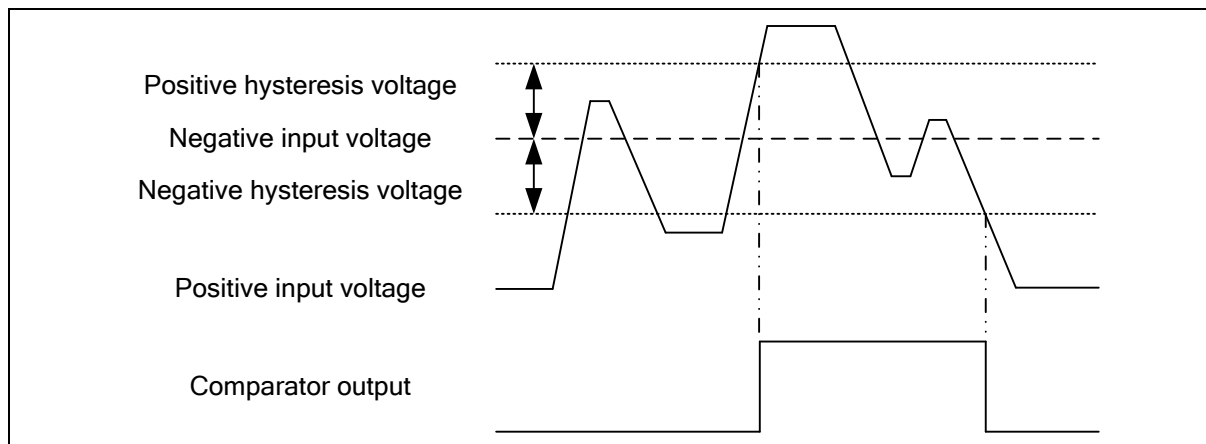 Positive hysteresis voltage
Negative input voltage
Negative hysteresis voltage
Positive input voltage
Comparator output